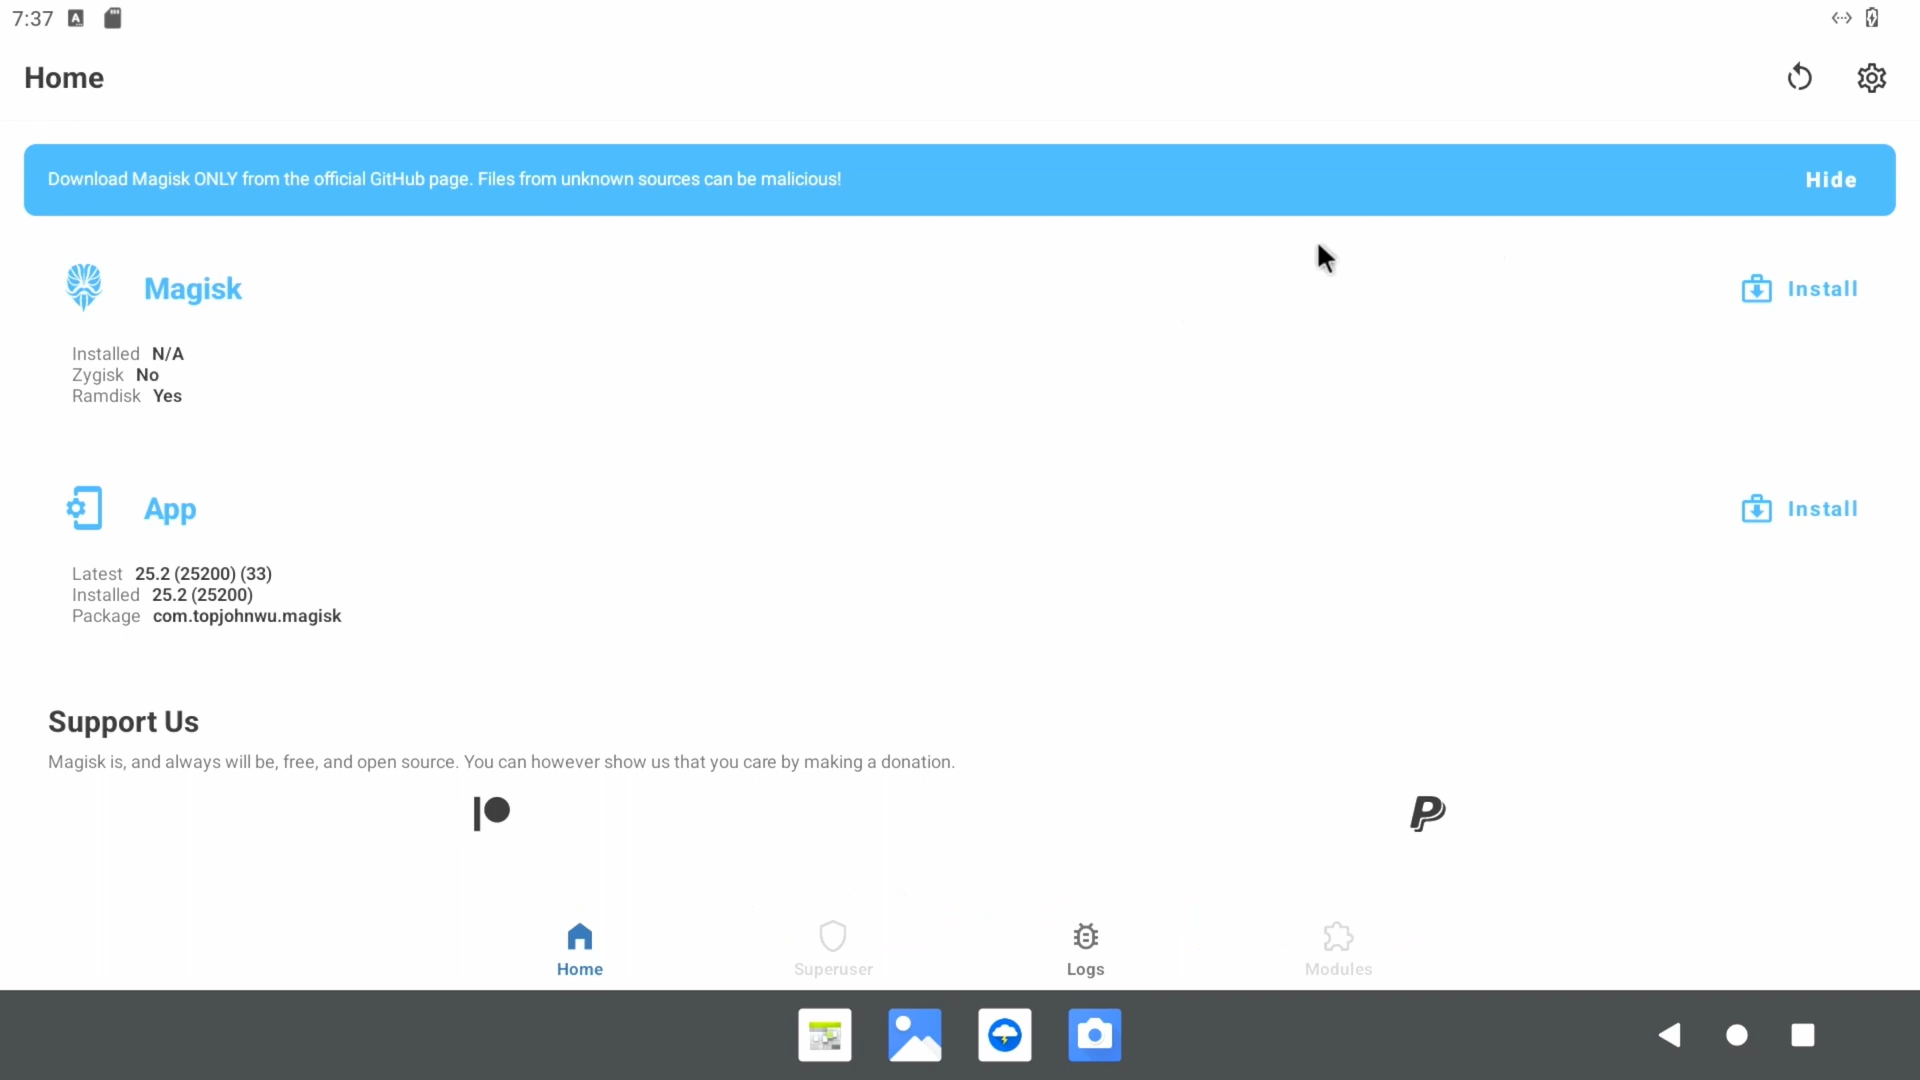 7:37
Home
Download Magisk ONLY from the official GitHub page. Files from unknown sources can be malicious!
Hide
Magisk
Install
Installed N/A
Zygisk No
Ramdisk Yes
App
Install
Latest 25.2 (25200) (33)
Installed 25.2 (25200)
Package com.topjohnwu.magisk
Support Us
Magisk is, and always will be, free, and open source. You can however show us that you care by making a donation.
Home
Superuser
Logs
Modules